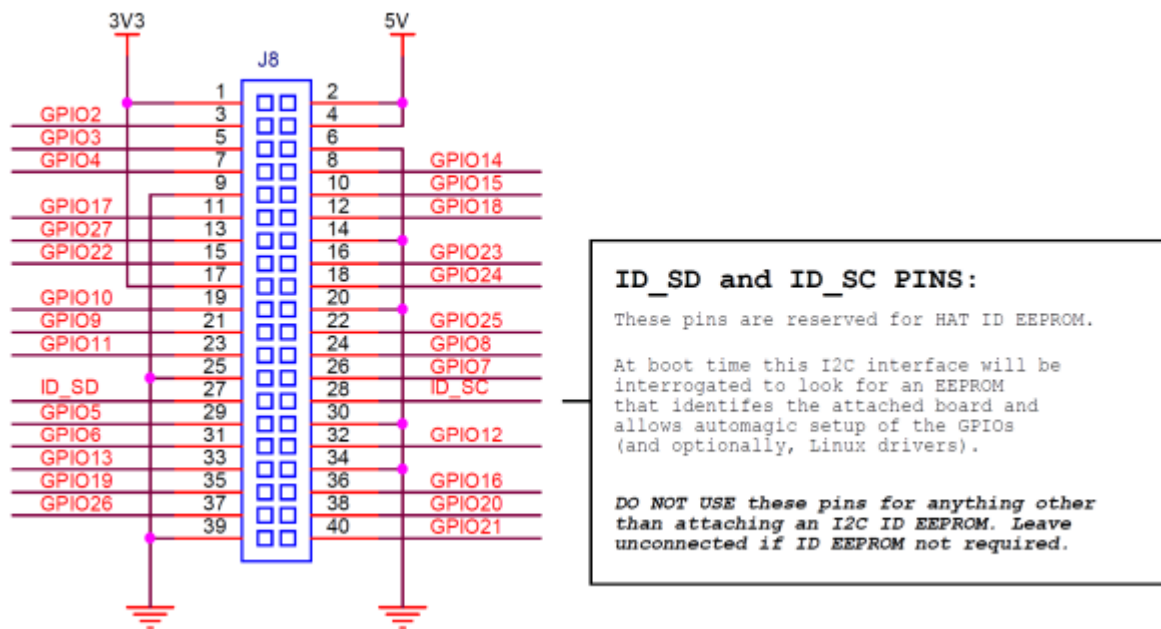 3V3 5V
J8
1 2
GPIO2 3 4
GPIO3 5 6
GPIO4 7 8 GPIO14
9 10 GPIO15
GPIO17 11 12 GPIO18
GPIO27 13 14
GPIO22 15 16 GPIO23
17 18 GPIO24
GPIO10 19 20
GPIO9 21 22 GPIO25
GPIO11 23 24 GPIO8
25 26 GPIO7
ID_SD 27 28 ID_SC
GPIO5 29 30
GPIO6 31 32 GPIO12
GPIO13 33 34
GPIO19 35 36 GPIO16
GPIO26 37 38 GPIO20
39 40 GPIO21
ID_SD and ID_SC PINS:
These pins are reserved for HAT ID EEPROM.
At boot time this I2C interface will be
interrogated to look for an EEPROM
that identifes the attached board and
allows automagic setup of the GPIOs
(and optionally, Linux drivers).
DO NOT USE these pins for anything other
than attaching an I2C ID EEPROM. Leave
unconnected if ID EEPROM not required.